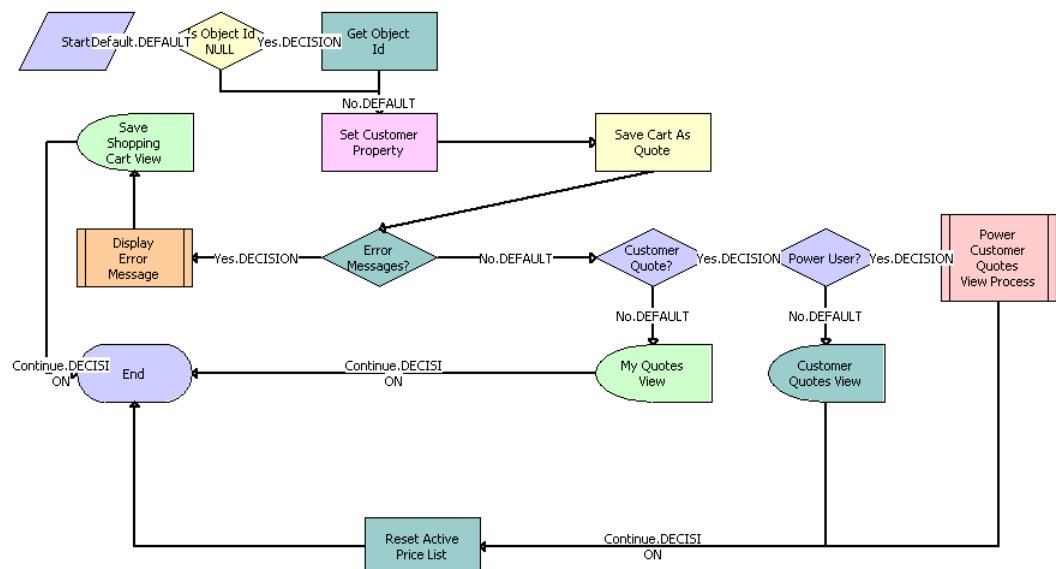 Start
Default.DEFAULT
Is Object Id
NULL
Yes.DECISION
Get Object
Id
No.DEFAULT
Save
Shopping
Cart View
Set Customer
Property
Save Cart As
Quote
Display
Error
Message
Yes.DECISION
Error
Messages?
No.DEFAULT
Customer
Quote?
Yes.DECISION
Power User?
Yes.DECISION
Power
Customer
Quotes
View Process
No.DEFAULT
No.DEFAULT
Continue.DECISI
ON
End
Continue.DECISI
ON
My Quotes
View
Customer
Quotes View
Reset Active
Price List
Continue.DECISI
ON